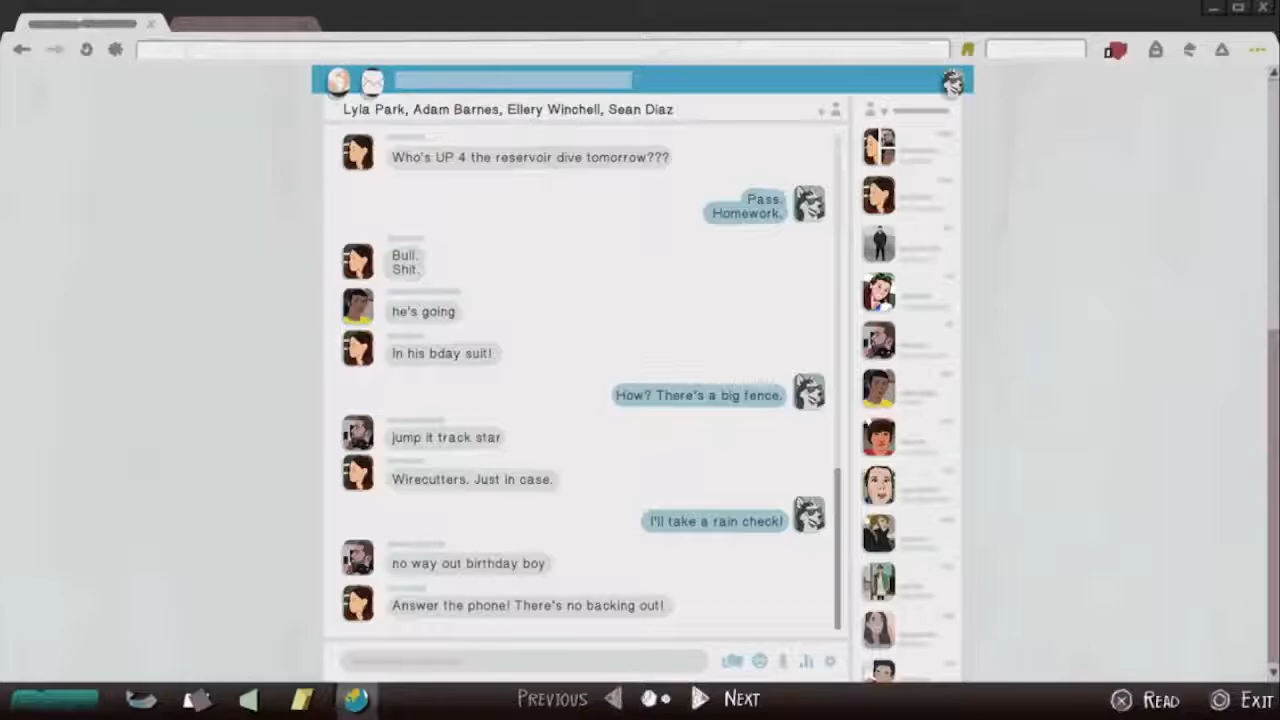 Lyla Park, Adam Barnes, Ellery Winchell, Sean Diaz
Who's UP 4 the reservoir dive tomorrow???
Pass.
Homework.
Bull.
Shit.
he's going
In his bday suit!
How? There's a big fence.
jump it track star
Wirecutters. Just in case.
I'll take a rain check!
no way out birthday boy
Answer the phone! There's no backing out!
PREVIOUS NEXT READ EXIT